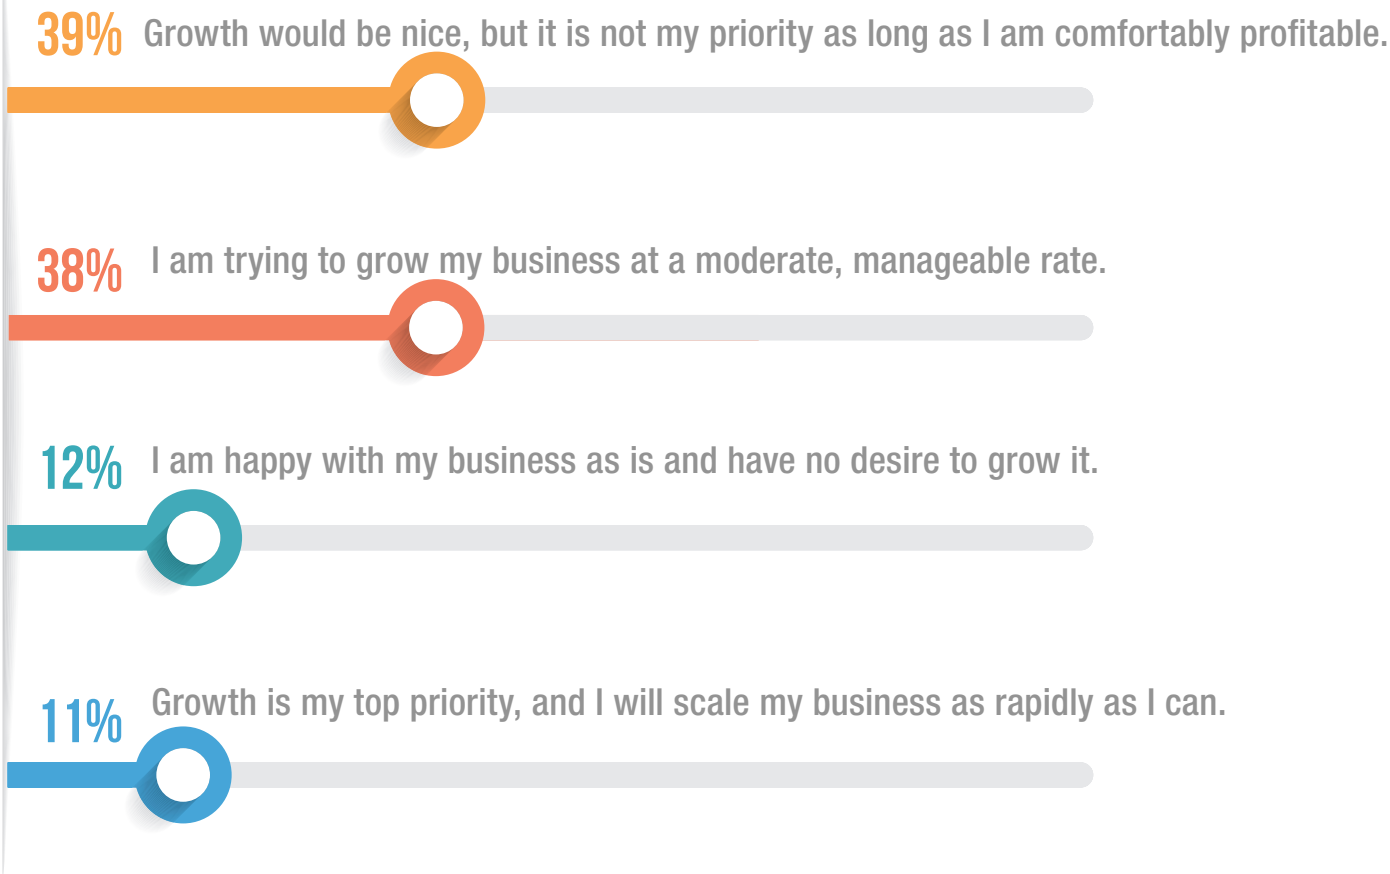 39% Growth would be nice, but it is not my priority as long as I am comfortably profitable.
38% I am trying to grow my business at a moderate, manageable rate.
12% I am happy with my business as is and have no desire to grow it.
11% Growth is my top priority, and I will scale my business as rapidly as I can.